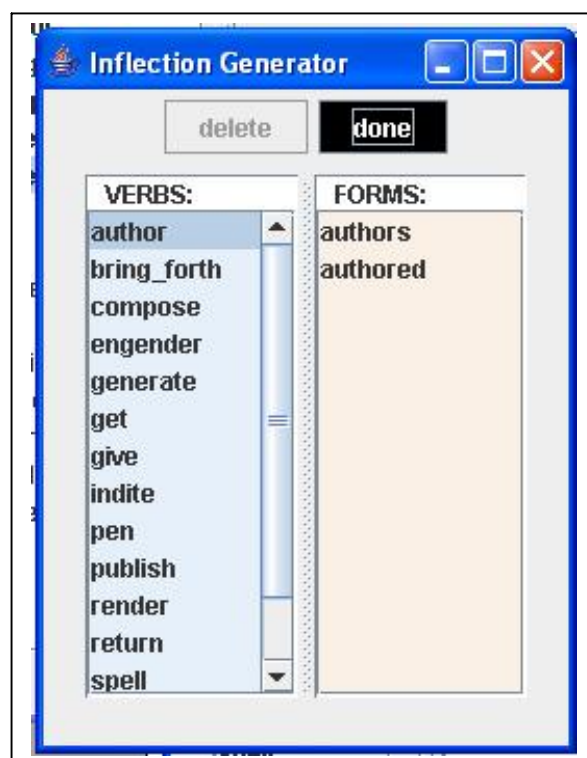 Inflection Generator
delete
done
VERBS:
author
bring_forth
compose
engender
generate
get
give
indite
pen
publish
render
return
spell
FORMS:
authors
authored